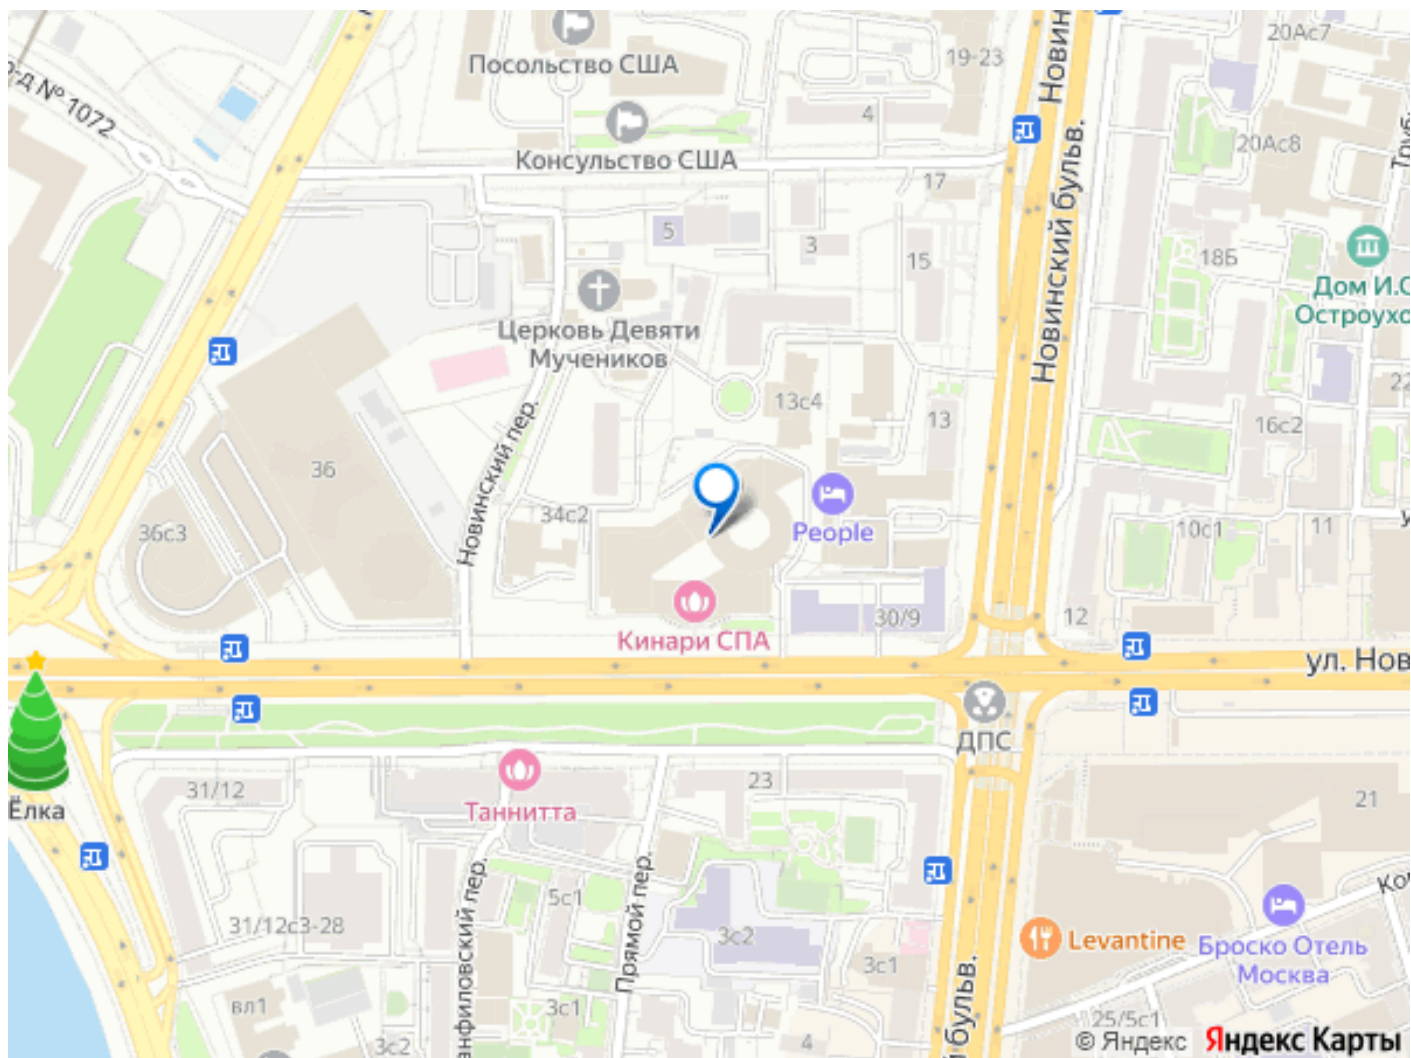 20Ас7
Новин
19-23
Посольство США
р-д № 1072
4
20Ас8
Консульство США
17
Новинский бульв.
5
3
15
18Б
Дом И.С
Остроухо
Церковь Девяти
Мучеников
22
13с4
13
16с2
Новинский пер.
36
34с2
36с3
People
10с1
11
30/9
12
Кинари СПА
ул. Нов
ДПС
31/12
Таннитта
23
21
Ёлка
анфиловский пер.
Прямой пер.
5с1
Ко
31/12с3-28
3с2
Levantine
Броско Отель
Москва
3с1
вл1
3с1
й бульв.
25/5с1
3с2
4
© Яндекс
Яндекс Карты